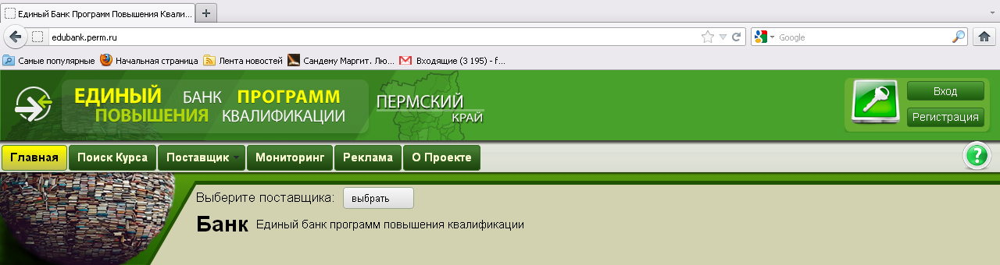 Единый Банк Программ Повышения Квали...
edubank.perm.ru
Google
Самые популярные Начальная страница Лента новостей Сандему Маргит. Лю... Входящие (3 195) - f...
ЕДИНЫЙ БАНК ПРОГРАММ
ПОВЫШЕНИЯ КВАЛИФИКАЦИИ
ПЕРМСКИЙ
КРАЙ
Вход
Регистрация
Главная Поиск Курса Поставщик Мониторинг Реклама О Проекте
?
Выберите поставщика: выбрать
Банк Единый банк программ повышения квалификации